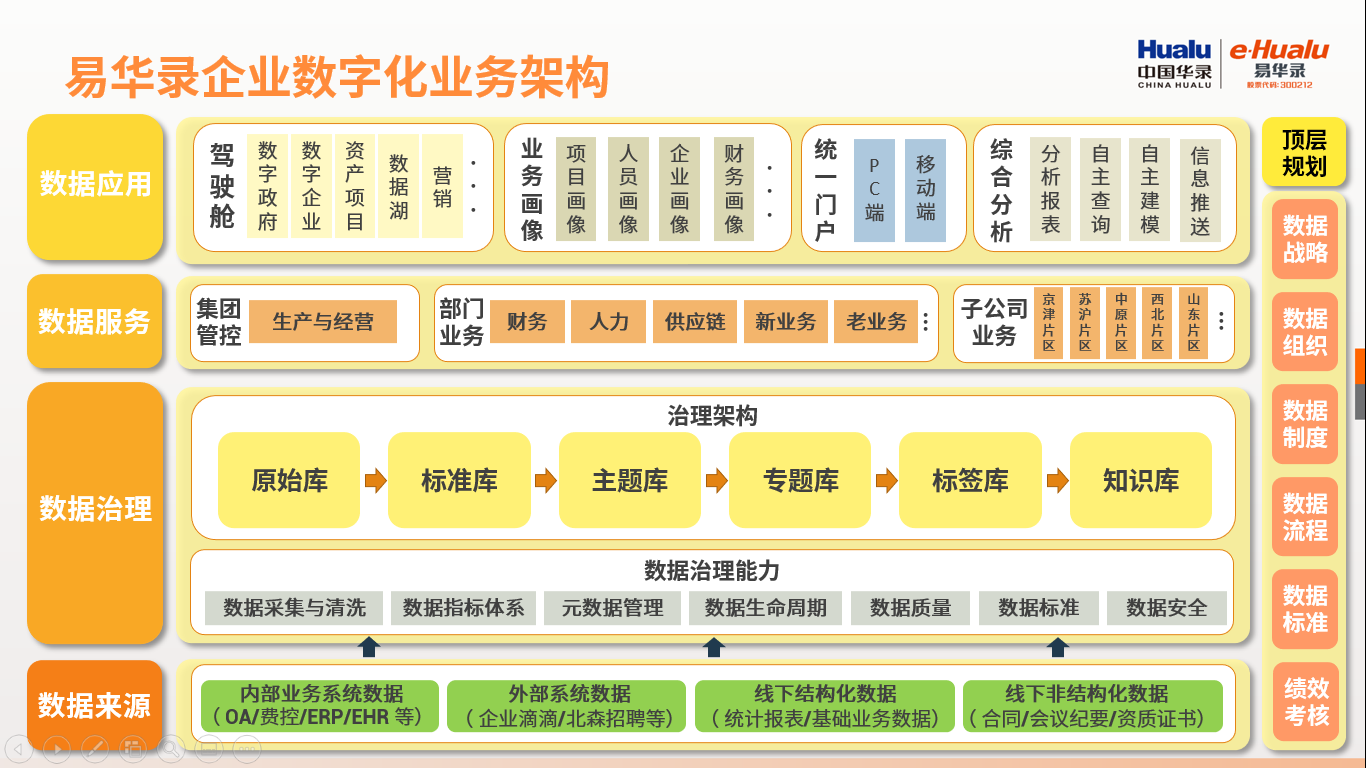 易华录企业数字化业务架构
Hualu
中国华录
CHINA HUALU
e·Hualu
易华录
股票代码:300212
数据应用
驾驶舱
数字政府
数字企业
资产项目
数据湖
营销
...
业务画像
项目画像
人员画像
企业画像
财务画像
...
统一门户
PC端
移动端
综合分析
分析报表
自主查询
自主建模
信息推送
数据服务
集团
管控
生产与经营
部门
业务
财务
人力
供应链
新业务
老业务
...
子公司
业务
京津片区
苏沪片区
中原片区
西北片区
山东片区
...
数据治理
治理架构
原始库
标准库
主题库
专题库
标签库
知识库
数据治理能力
数据采集与清洗
数据指标体系
元数据管理
数据生命周期
数据质量
数据标准
数据安全
数据来源
内部业务系统数据
（OA/费控/ERP/EHR 等）
外部系统数据
（企业滴滴/北森招聘等）
线下结构化数据
（统计报表/基础业务数据）
线下非结构化数据
（合同/会议纪要/资质证书）
顶层
规划
数据
战略
数据
组织
数据
制度
数据
流程
数据
标准
绩效
考核